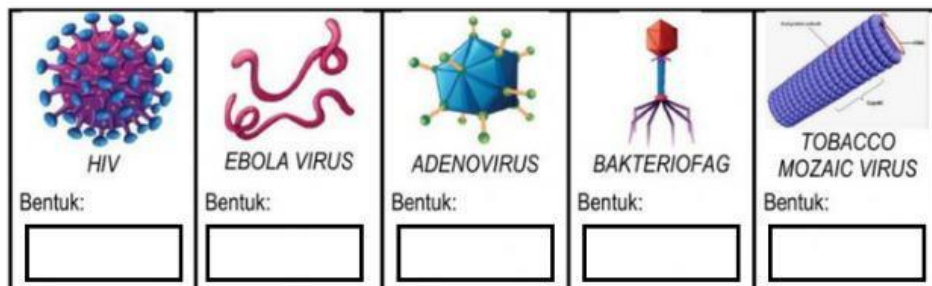 HIV
Bentuk:
EBOLA VIRUS
Bentuk:
ADENOVIRUS
Bentuk:
BAKTERIOFAG
Bentuk:
TOBACCO
MOZAIC VIRUS
Bentuk: